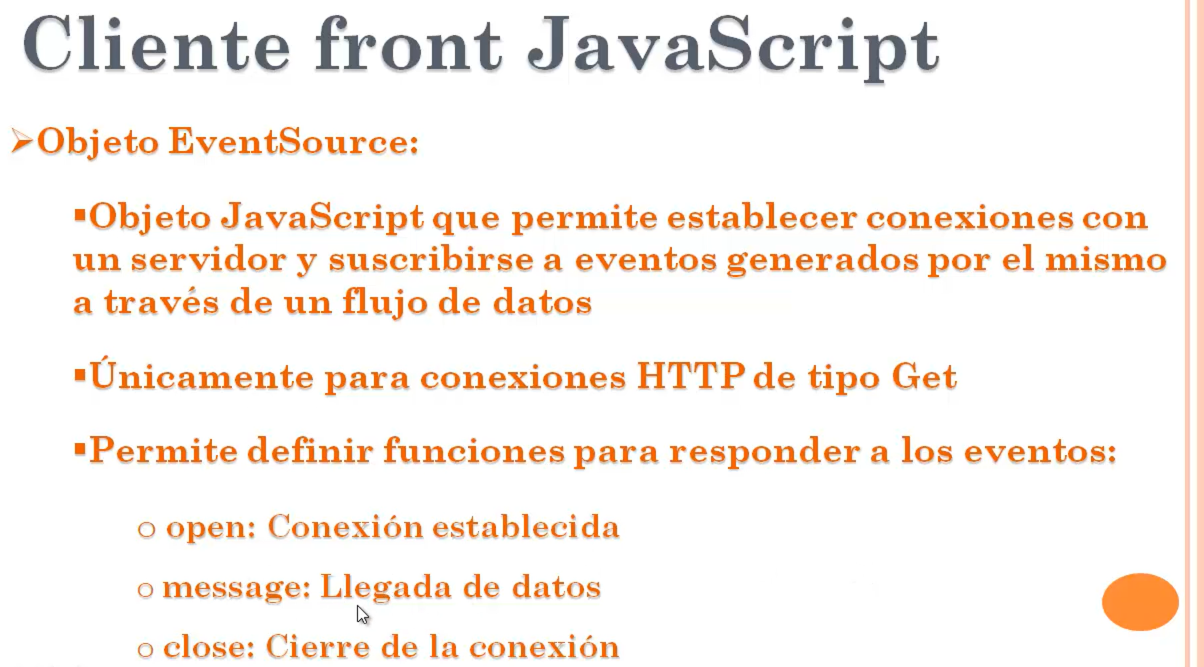 Cliente front JavaScript
Objeto EventSource:
Objeto JavaScript que permite establecer conexiones con
un servidor y suscribirse a eventos generados por el mismo
a través de un flujo de datos
Únicamente para conexiones HTTP de tipo Get
Permite definir funciones para responder a los eventos:
open: Conexión establecida
message: Llegada de datos
close: Cierre de la conexión